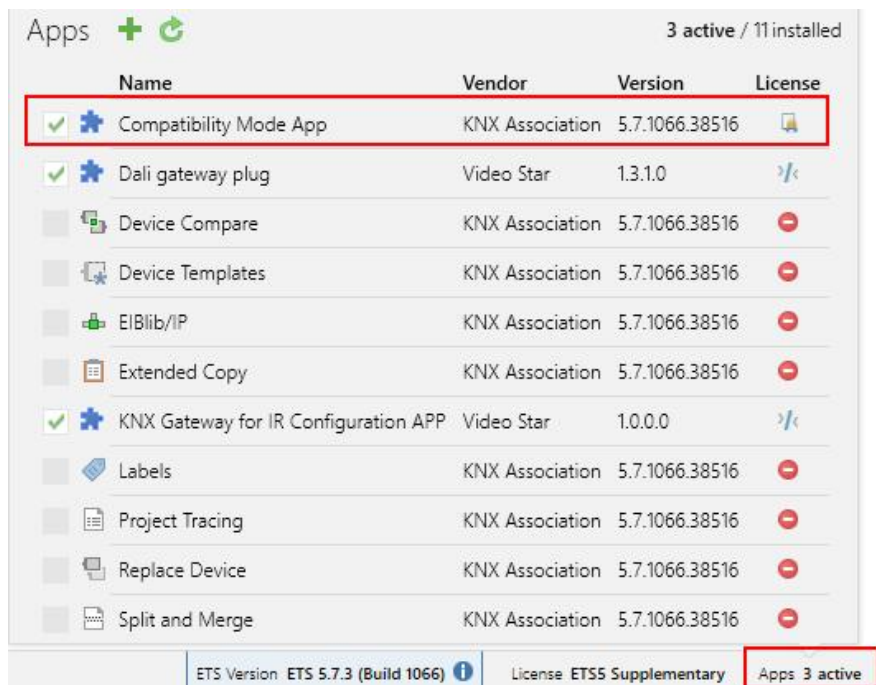 Apps 3 active / 11 installed
Name Vendor Version License
Compatibility Mode App KNX Association 5.7.1066.38516
Dali gateway plug Video Star 1.3.1.0
Device Compare KNX Association 5.7.1066.38516
Device Templates KNX Association 5.7.1066.38516
EIBlib/IP KNX Association 5.7.1066.38516
Extended Copy KNX Association 5.7.1066.38516
KNX Gateway for IR Configuration APP Video Star 1.0.0.0
Labels KNX Association 5.7.1066.38516
Project Tracing KNX Association 5.7.1066.38516
Replace Device KNX Association 5.7.1066.38516
Split and Merge KNX Association 5.7.1066.38516
ETS Version ETS 5.7.3 (Build 1066) License ETS5 Supplementary Apps 3 active